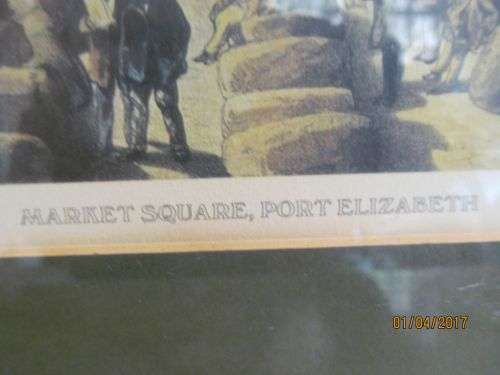 MARKET SQUARE, PORT ELIZABETH
01/04/2017